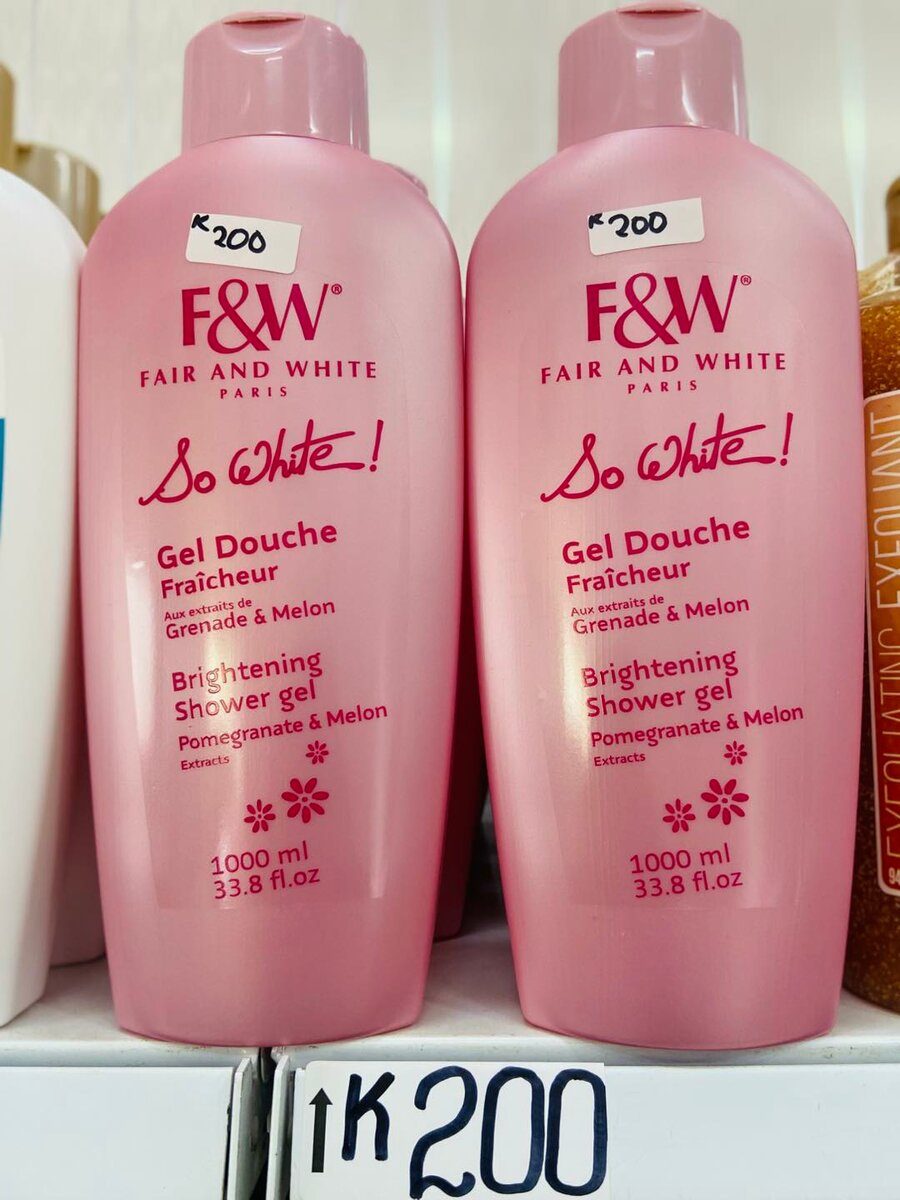 K 200
F&W®
FAIR AND WHITE
PARIS
So White!
Gel Douche
Fraîcheur
Aux extraits de
Grenade & Melon
Brightening
Shower gel
Pomegranate & Melon
Extracts
1000 ml
33.8 fl.oz
K 200
F&W®
FAIR AND WHITE
PARIS
So White!
Gel Douche
Fraîcheur
Aux extraits de
Grenade & Melon
Brightening
Shower gel
Pomegranate & Melon
Extracts
1000 ml
33.8 fl.oz
EXFOLIATING EXFOLIANT
↑K200